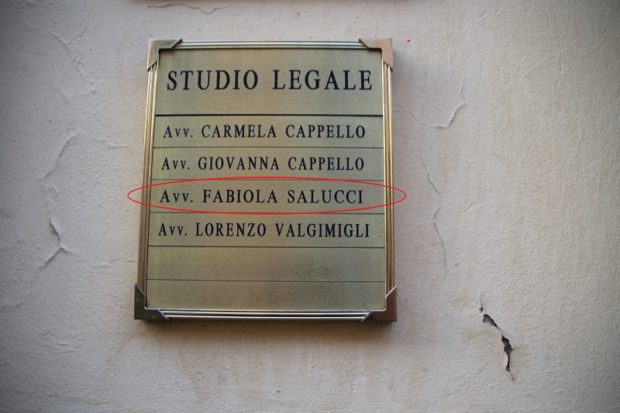 STUDIO LEGALE
Avv. CARMELA CAPPELLO
Avv. GIOVANNA CAPPELLO
Avv. FABIOLA SALUCCI
Avv. LORENZO VALGIMIGLI